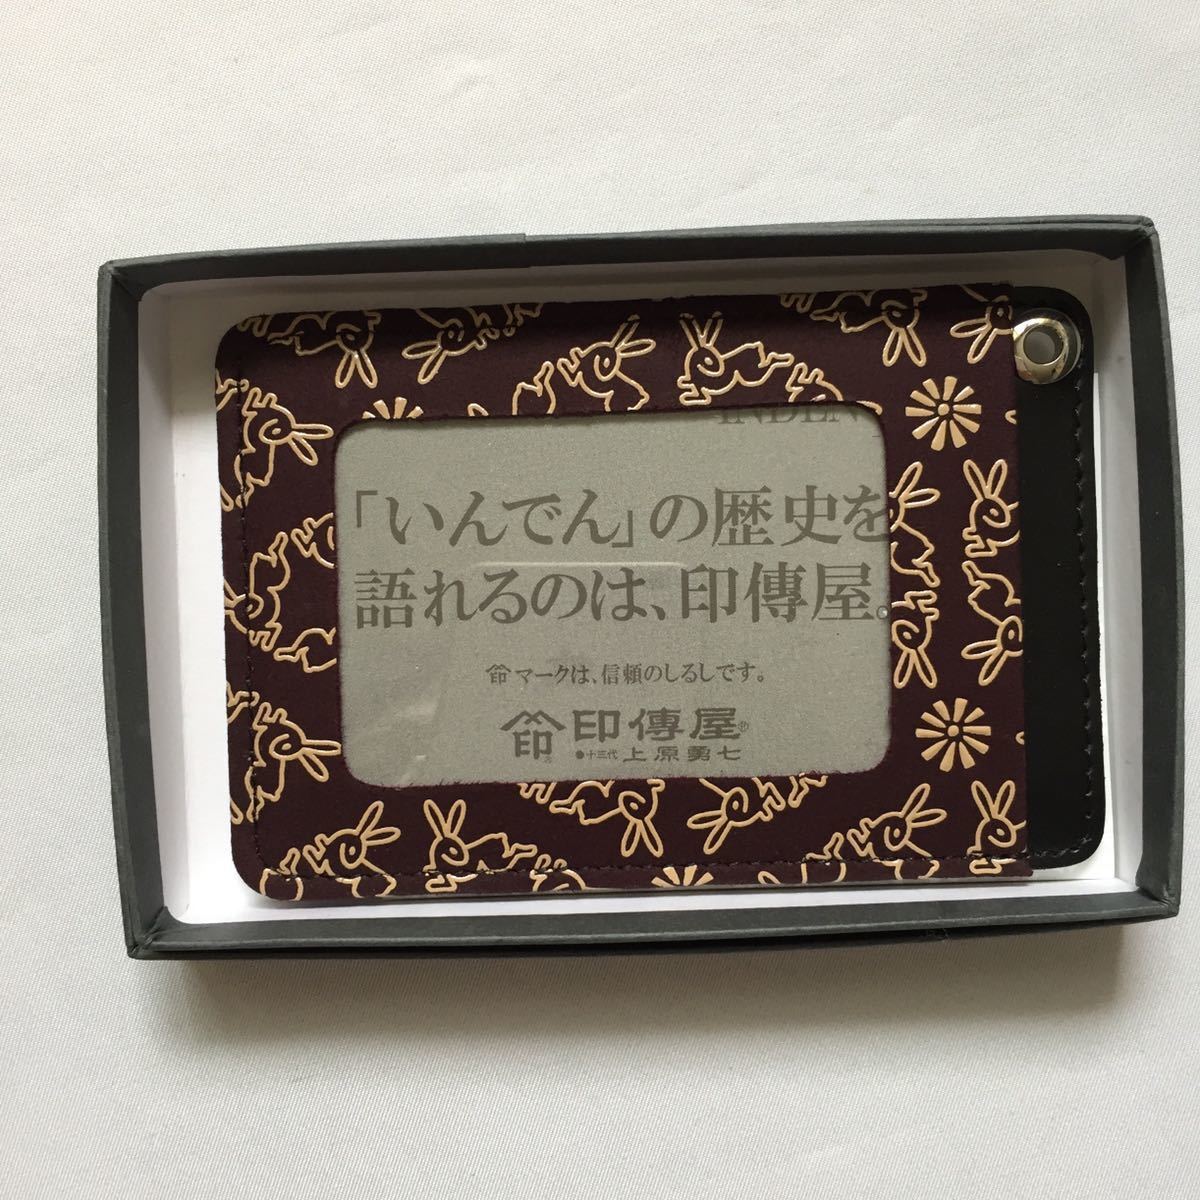 INDEN
「いんでん」の歴史を
語れるのは、印傳屋。
印 マークは、信頼のしるしです。
印 印傳屋®
●十三代 上原勇七